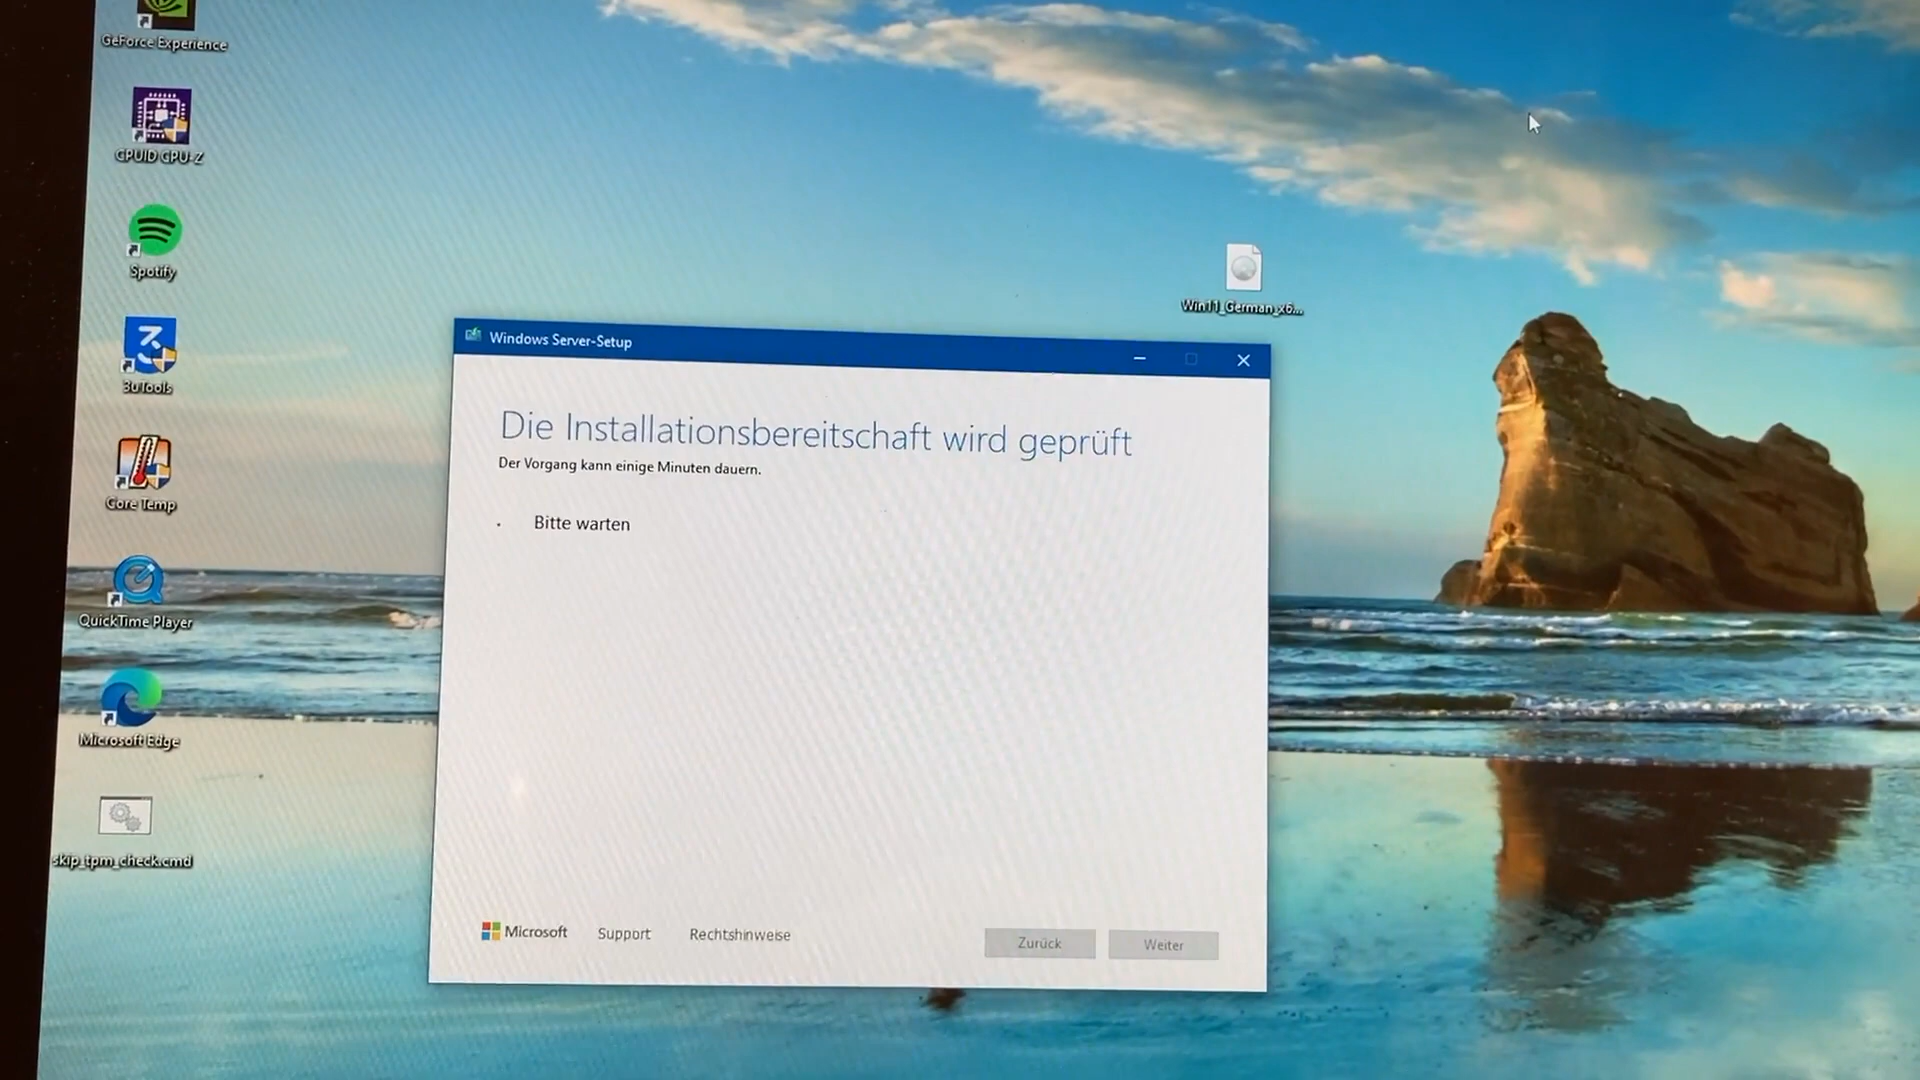 GeForce Experience
CPUID CPU-Z
Spotify
3uTools
Core Temp
QuickTime Player
Microsoft Edge
skip_tpm_check.cmd
Win11_German_x6...
Windows Server-Setup
Die Installationsbereitschaft wird geprüft
Der Vorgang kann einige Minuten dauern.
Bitte warten
Microsoft Support Rechtshinweise Zurück Weiter